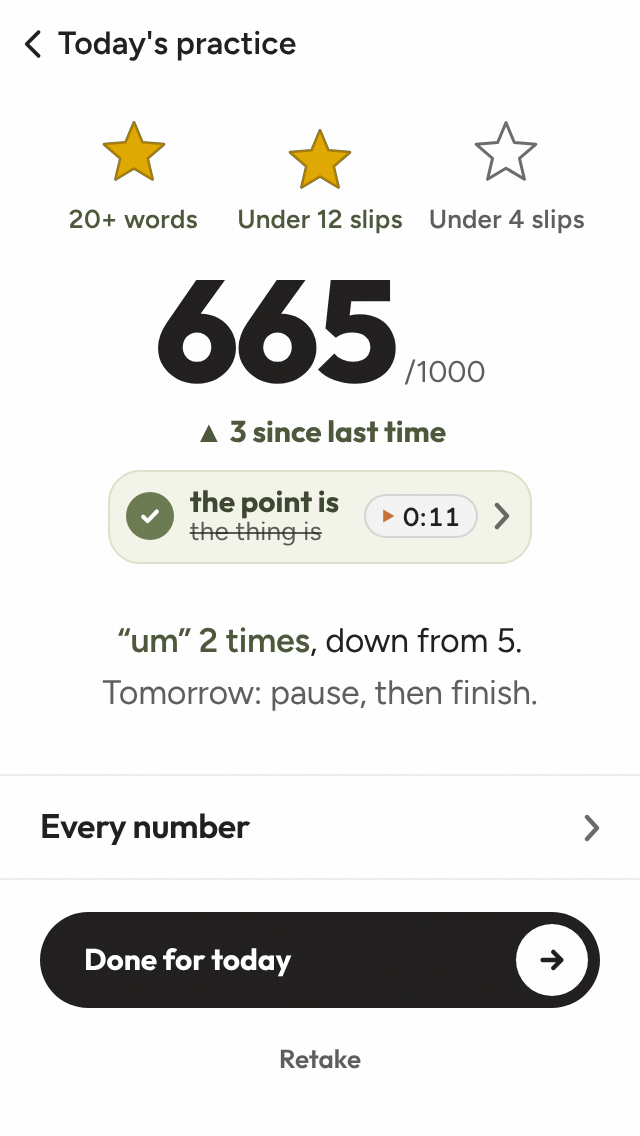 Today's practice
20+ words
Under 12 slips
Under 4 slips
665 /1000
▲ 3 since last time
the point is
the thing is
0:11
“um” 2 times, down from 5.
Tomorrow: pause, then finish.
Every number
Done for today
Retake